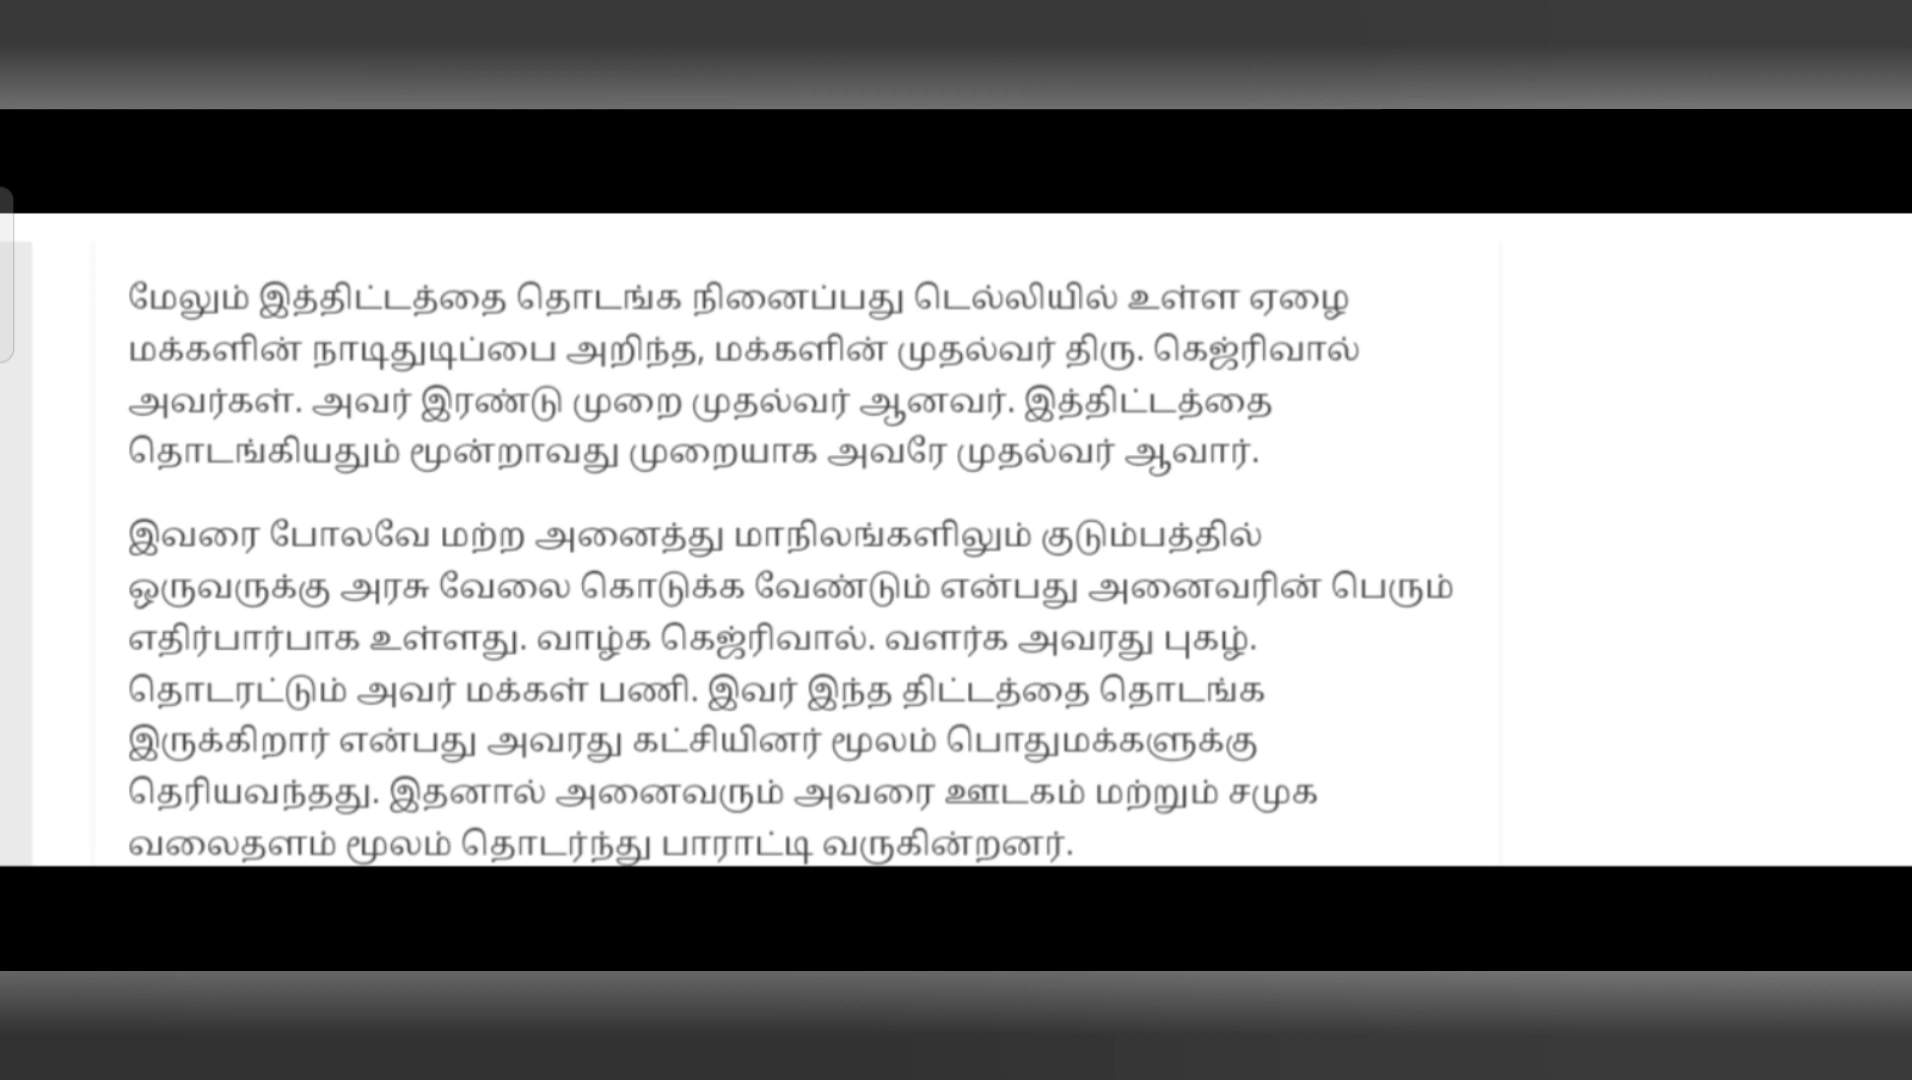 மேலும் இத்திட்டத்தை தொடங்க நினைப்பது டெல்லியில் உள்ள ஏழை
மக்களின் நாடிதுடிப்பை அறிந்த, மக்களின் முதல்வர் திரு. கெஜ்ரிவால்
அவர்கள். அவர் இரண்டு முறை முதல்வர் ஆனவர். இத்திட்டத்தை
தொடங்கியதும் மூன்றாவது முறையாக அவரே முதல்வர் ஆவார்.
இவரை போலவே மற்ற அனைத்து மாநிலங்களிலும் குடும்பத்தில்
ஒருவருக்கு அரசு வேலை கொடுக்க வேண்டும் என்பது அனைவரின் பெரும்
எதிர்பார்பாக உள்ளது. வாழ்க கெஜ்ரிவால். வளர்க அவரது புகழ்.
தொடரட்டும் அவர் மக்கள் பணி. இவர் இந்த திட்டத்தை தொடங்க
இருக்கிறார் என்பது அவரது கட்சியினர் மூலம் பொதுமக்களுக்கு
தெரியவந்தது. இதனால் அனைவரும் அவரை ஊடகம் மற்றும் சமுக
வலைதளம் மூலம் தொடர்ந்து பாராட்டி வருகின்றனர்.